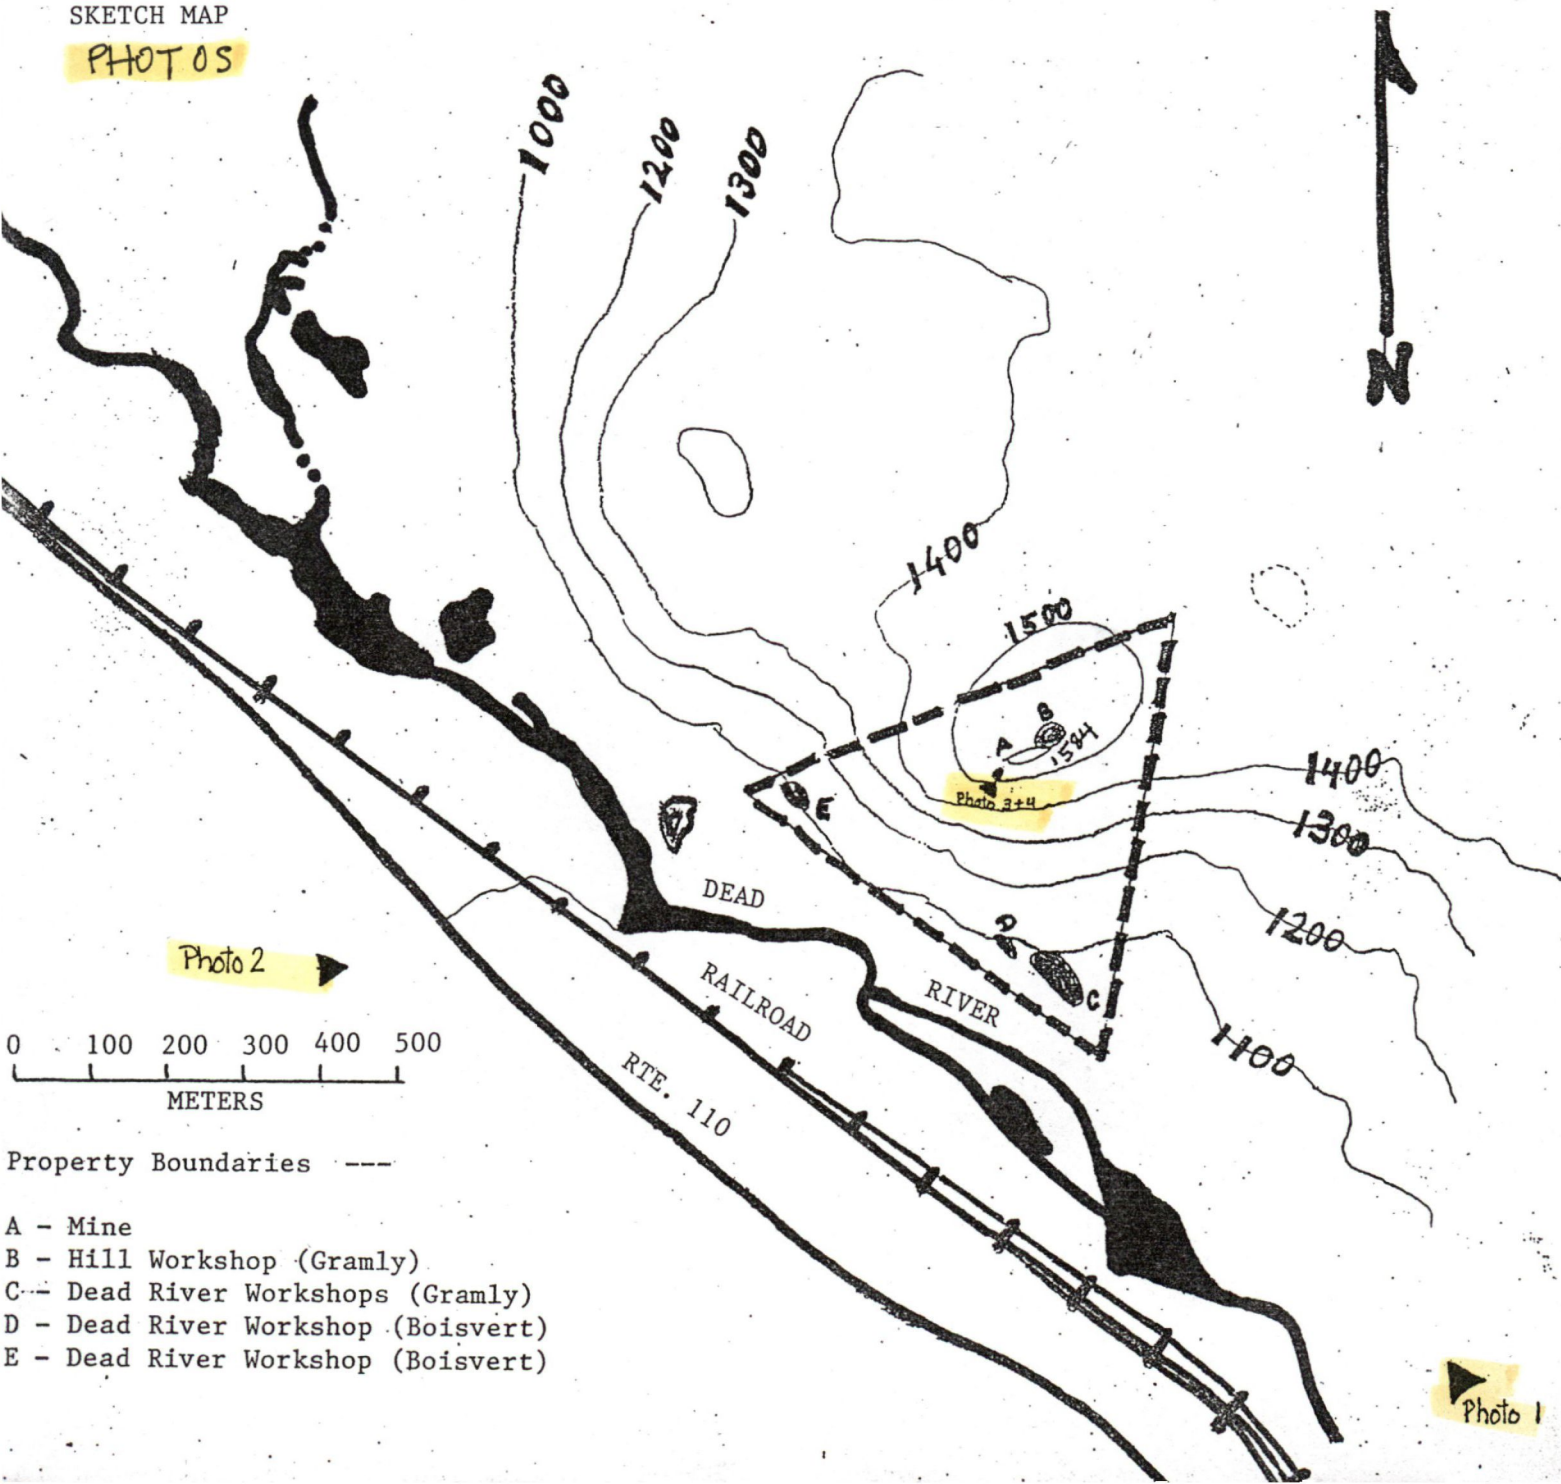 SKETCH MAP
PHOTOS
1000
1200
1300
N
1400
1500
B
A
1584
Photo 3+4
E
1400
1300
DEAD
D
1200
C
Photo 2
RAILROAD
RIVER
1100
RTE. 110
0 100 200 300 400 500
METERS
Property Boundaries ---
A - Mine
B - Hill Workshop (Gramly)
C - Dead River Workshops (Gramly)
D - Dead River Workshop (Boisvert)
E - Dead River Workshop (Boisvert)
Photo 1